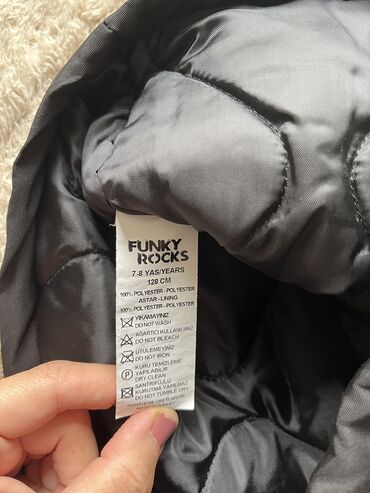 FUNKY
ROCKS
7-8 YAS/YEARS
128 CM
100% POLYESTER - POLYESTER
ASTAR - LINING
100% POLYESTER - POLYESTER
YIKAMAYINIZ
DO NOT WASH
AĞARTICI KULLANILMAZ
DO NOT BLEACH
ÜTÜLEMEYİNİZ
DO NOT IRON
P
KURU TEMİZLEME
YAPILABİLİR
DRY CLEAN
SANTRİFÜJLÜ
KURUTMA YAPILMAZ
DO NOT TUMBLE DRY